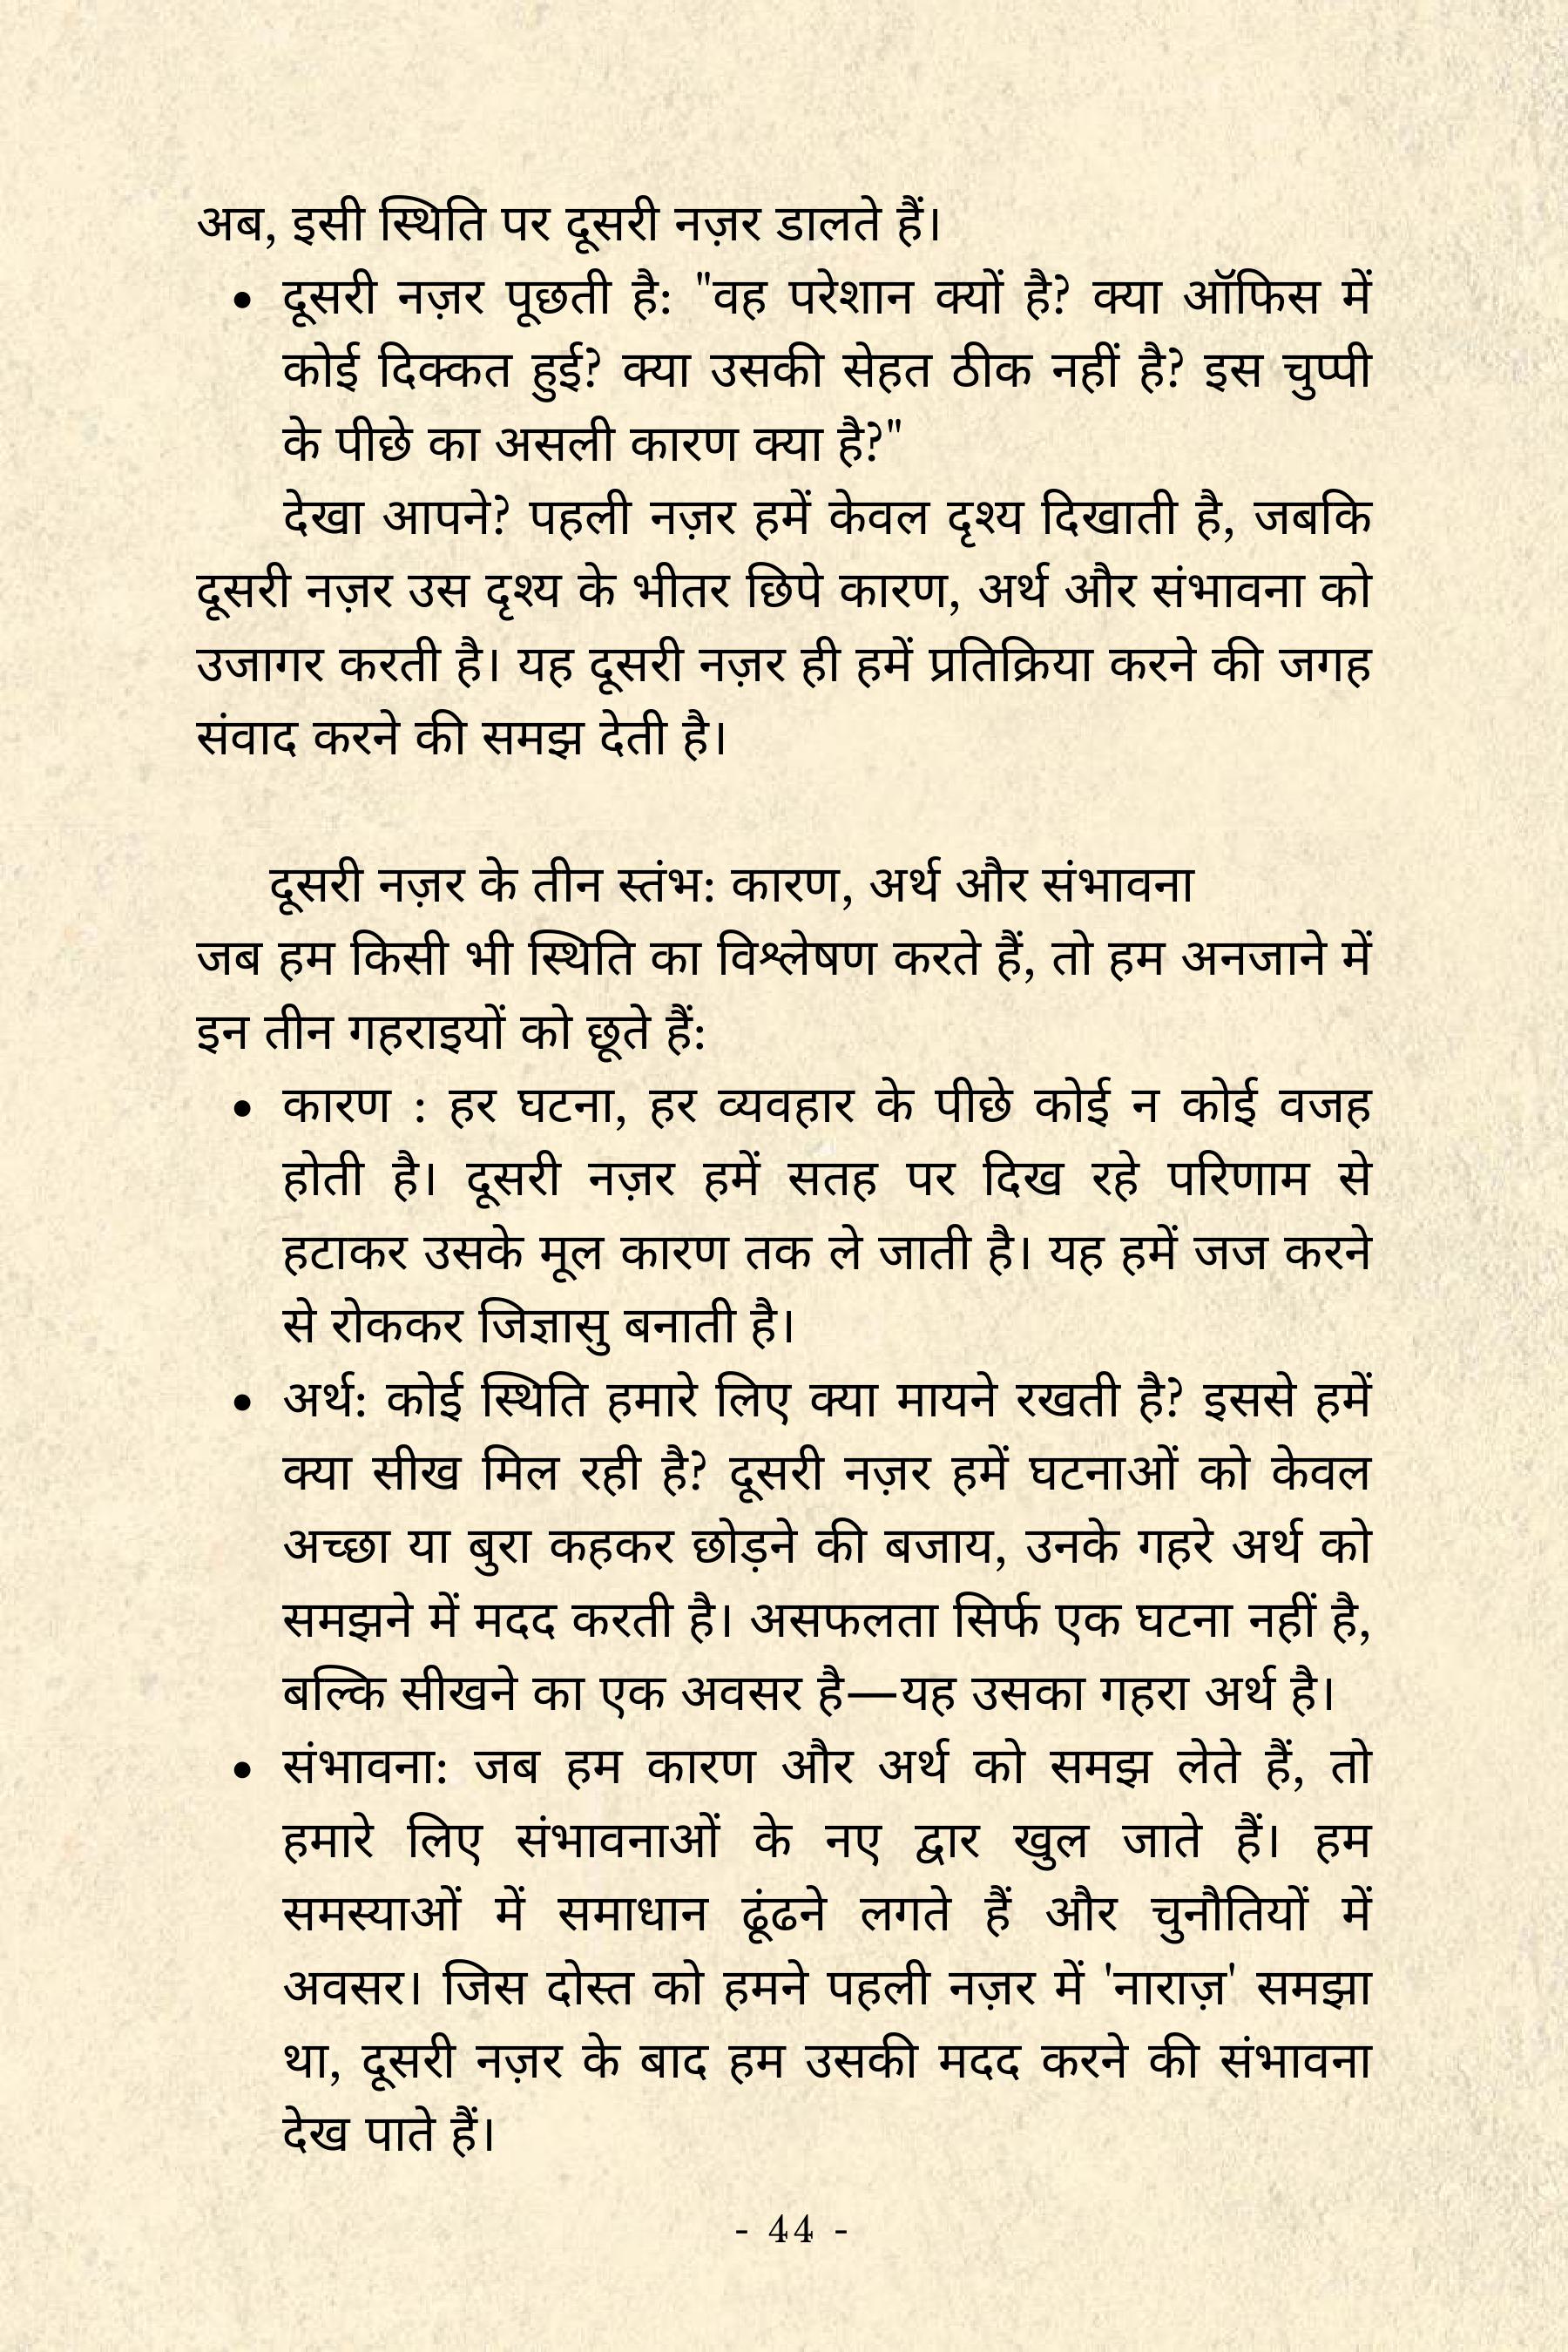 अब, इसी स्थिति पर दूसरी नज़र डालते हैं।
• दूसरी नज़र पूछती है: "वह परेशान क्यों है? क्या ऑफिस में
कोई दिक्कत हुई? क्या उसकी सेहत ठीक नहीं है? इस चुप्पी
के पीछे का असली कारण क्या है?"
देखा आपने? पहली नज़र हमें केवल दृश्य दिखाती है, जबकि
दूसरी नज़र उस दृश्य के भीतर छिपे कारण, अर्थ और संभावना को
उजागर करती है। यह दूसरी नज़र ही हमें प्रतिक्रिया करने की जगह
संवाद करने की समझ देती है।
दूसरी नज़र के तीन स्तंभ: कारण, अर्थ और संभावना
जब हम किसी भी स्थिति का विश्लेषण करते हैं, तो हम अनजाने में
इन तीन गहराइयों को छूते हैं:
• कारण : हर घटना, हर व्यवहार के पीछे कोई न कोई वजह
होती है। दूसरी नज़र हमें सतह पर दिख रहे परिणाम से
हटाकर उसके मूल कारण तक ले जाती है। यह हमें जज करने
से रोककर जिज्ञासु बनाती है।
• अर्थ: कोई स्थिति हमारे लिए क्या मायने रखती है? इससे हमें
क्या सीख मिल रही है? दूसरी नज़र हमें घटनाओं को केवल
अच्छा या बुरा कहकर छोड़ने की बजाय, उनके गहरे अर्थ को
समझने में मदद करती है। असफलता सिर्फ एक घटना नहीं है,
बल्कि सीखने का एक अवसर है—यह उसका गहरा अर्थ है।
• संभावना: जब हम कारण और अर्थ को समझ लेते हैं, तो
हमारे लिए संभावनाओं के नए द्वार खुल जाते हैं। हम
समस्याओं में समाधान ढूंढने लगते हैं और चुनौतियों में
अवसर। जिस दोस्त को हमने पहली नज़र में 'नाराज़' समझा
था, दूसरी नज़र के बाद हम उसकी मदद करने की संभावना
देख पाते हैं।
- 44 -